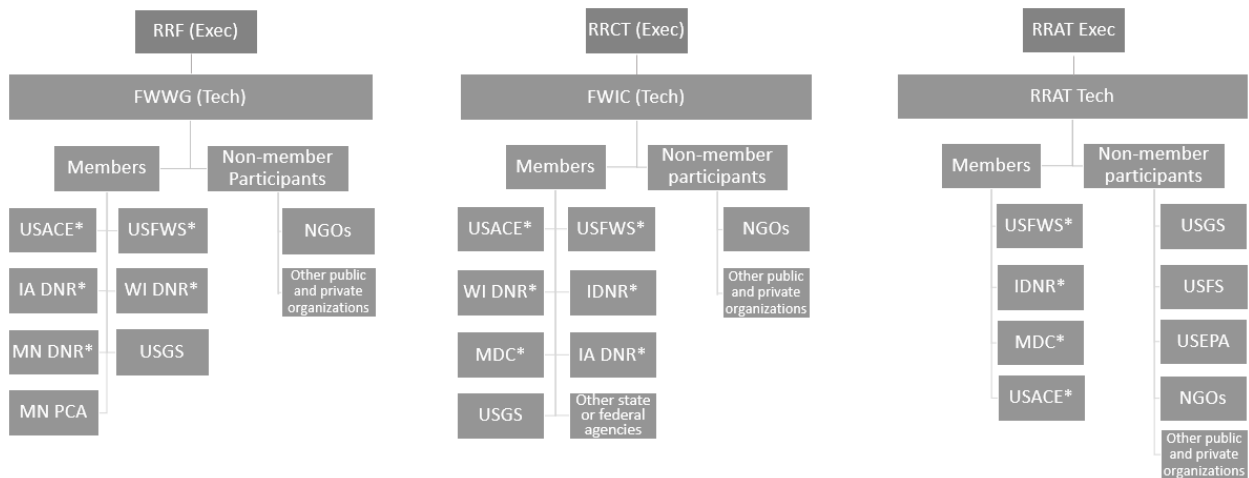 RRF (Exec)
FWWG (Tech)
Members
Non-member
Participants
USACE*
USFWS*
NGOs
IA DNR*
WI DNR*
Other public
and private
organizations
MN DNR*
USGS
MN PCA
RRCT (Exec)
FWIC (Tech)
Members
Non-member
participants
USACE*
USFWS*
NGOs
WI DNR*
IDNR*
Other public
and private
organizations
MDC*
IA DNR*
USGS
Other state
or federal
agencies
RRAT Exec
RRAT Tech
Members
Non-members
participants
USFWS*
USGS
IDNR*
USFS
MDC*
USEPA
USACE*
NGOs
Other public
and private
organizations